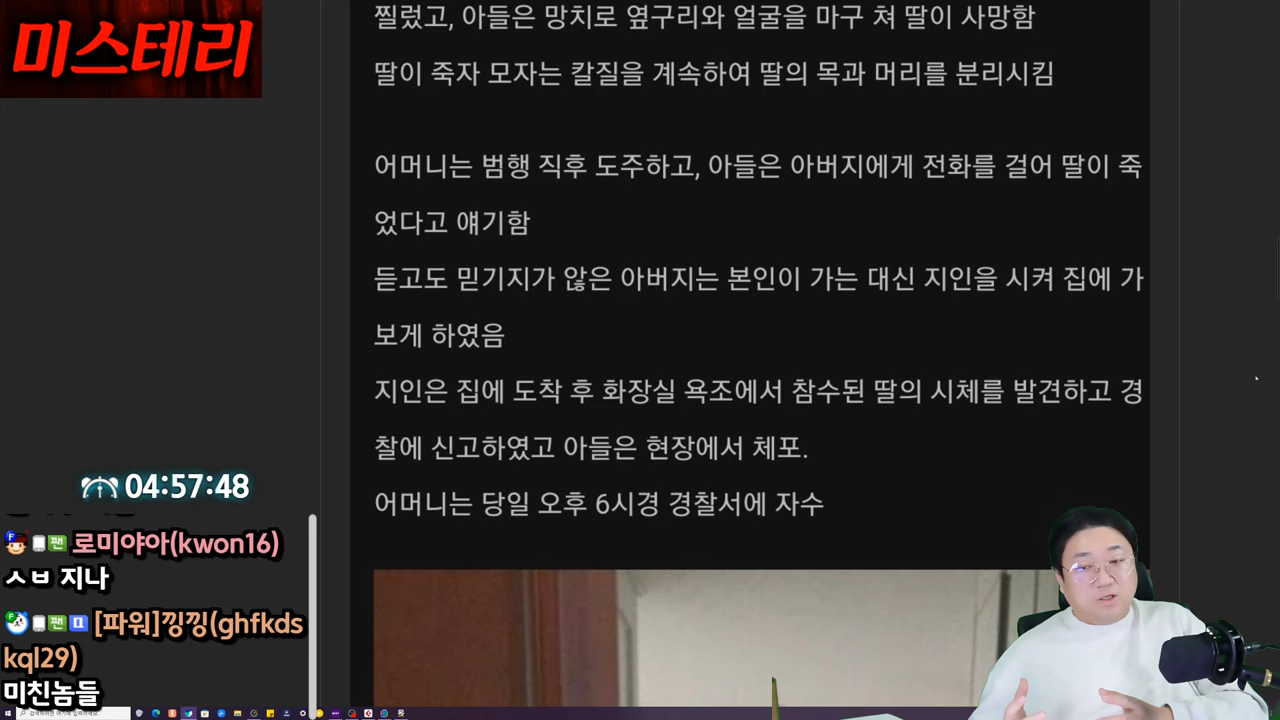 미스테리
찔렀고, 아들은 망치로 옆구리와 얼굴을 마구 쳐 딸이 사망함
딸이 죽자 모자는 칼질을 계속하여 딸의 목과 머리를 분리시킴
어머니는 범행 직후 도주하고, 아들은 아버지에게 전화를 걸어 딸이 죽
었다고 얘기함
듣고도 믿기지가 않은 아버지는 본인이 가는 대신 지인을 시켜 집에 가
보게 하였음
지인은 집에 도착 후 화장실 욕조에서 참수된 딸의 시체를 발견하고 경
찰에 신고하였고 아들은 현장에서 체포.
어머니는 당일 오후 6시경 경찰서에 자수
04:57:48
로미야아(kwon16)
ㅅㅂ 지나
[파워]낑낑(ghfkds
kql29)
미친놈들